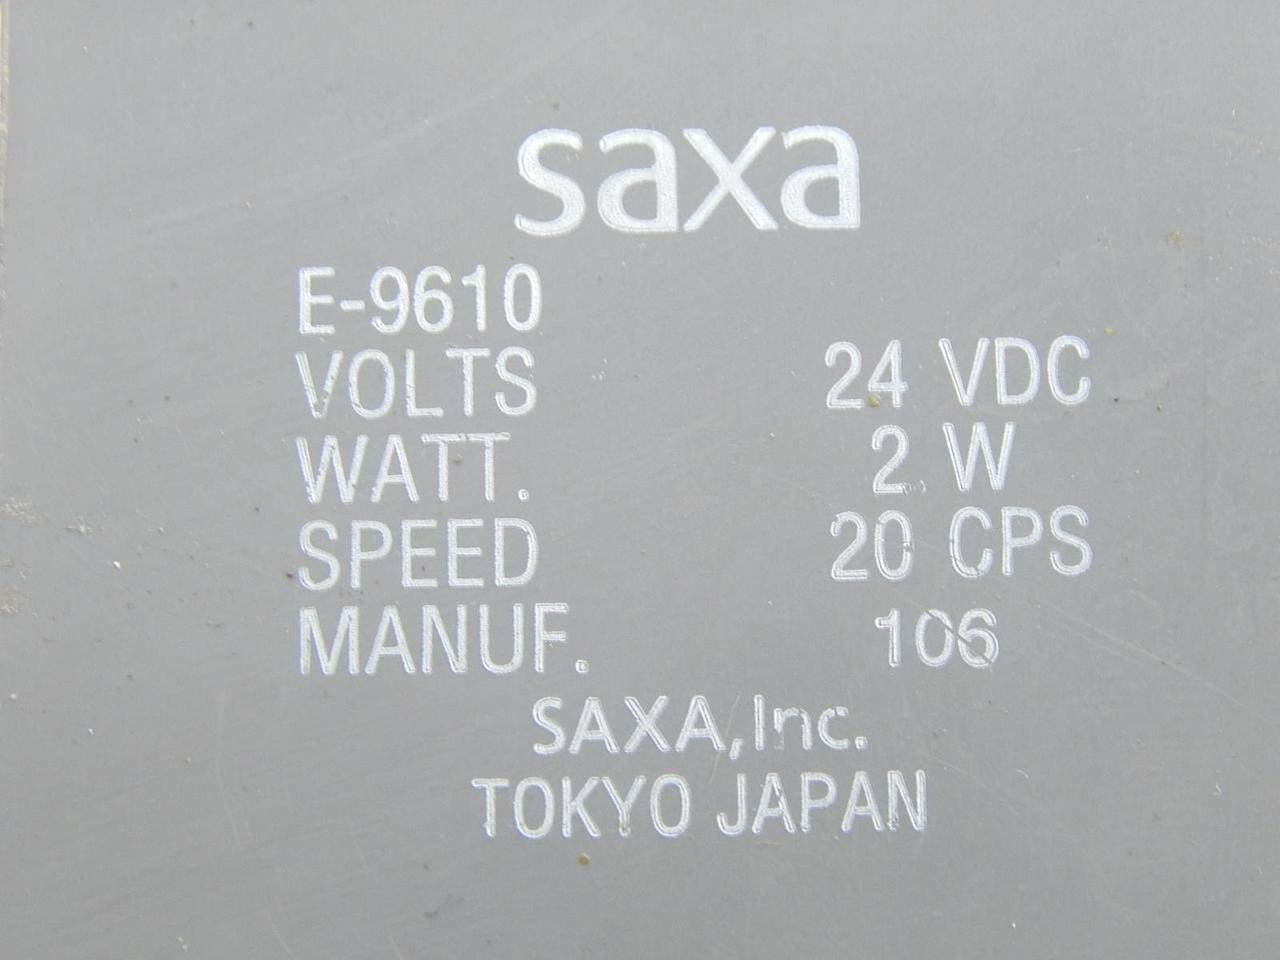 saxa
E-9610
VOLTS 24 VDC
WATT. 2 W
SPEED 20 CPS
MANUF. 106
SAXA,Inc.
TOKYO JAPAN